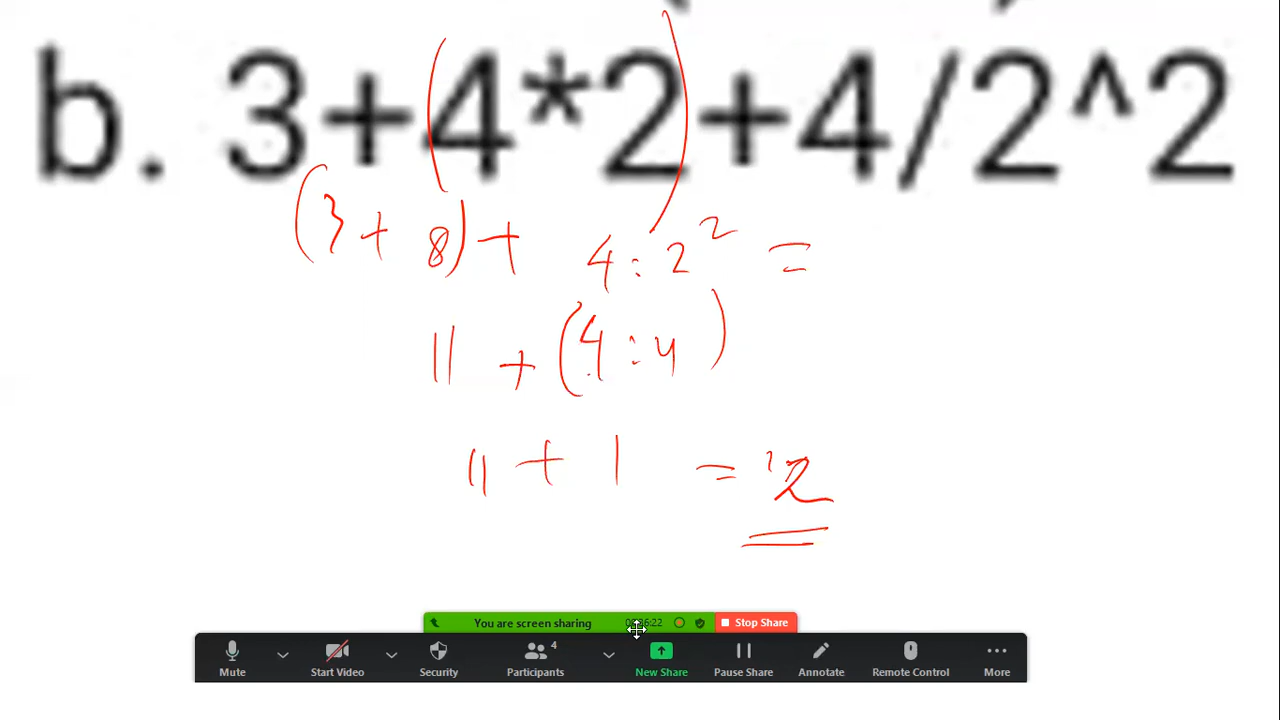 b. 3+(4*2)+4/2^2
(3+8)+ 4:2² =
11 + (4:4)
11 + 1 = 12
You are screen sharing Stop Share
4
Mute Start Video Security Participants New Share Pause Share Annotate Remote Control More